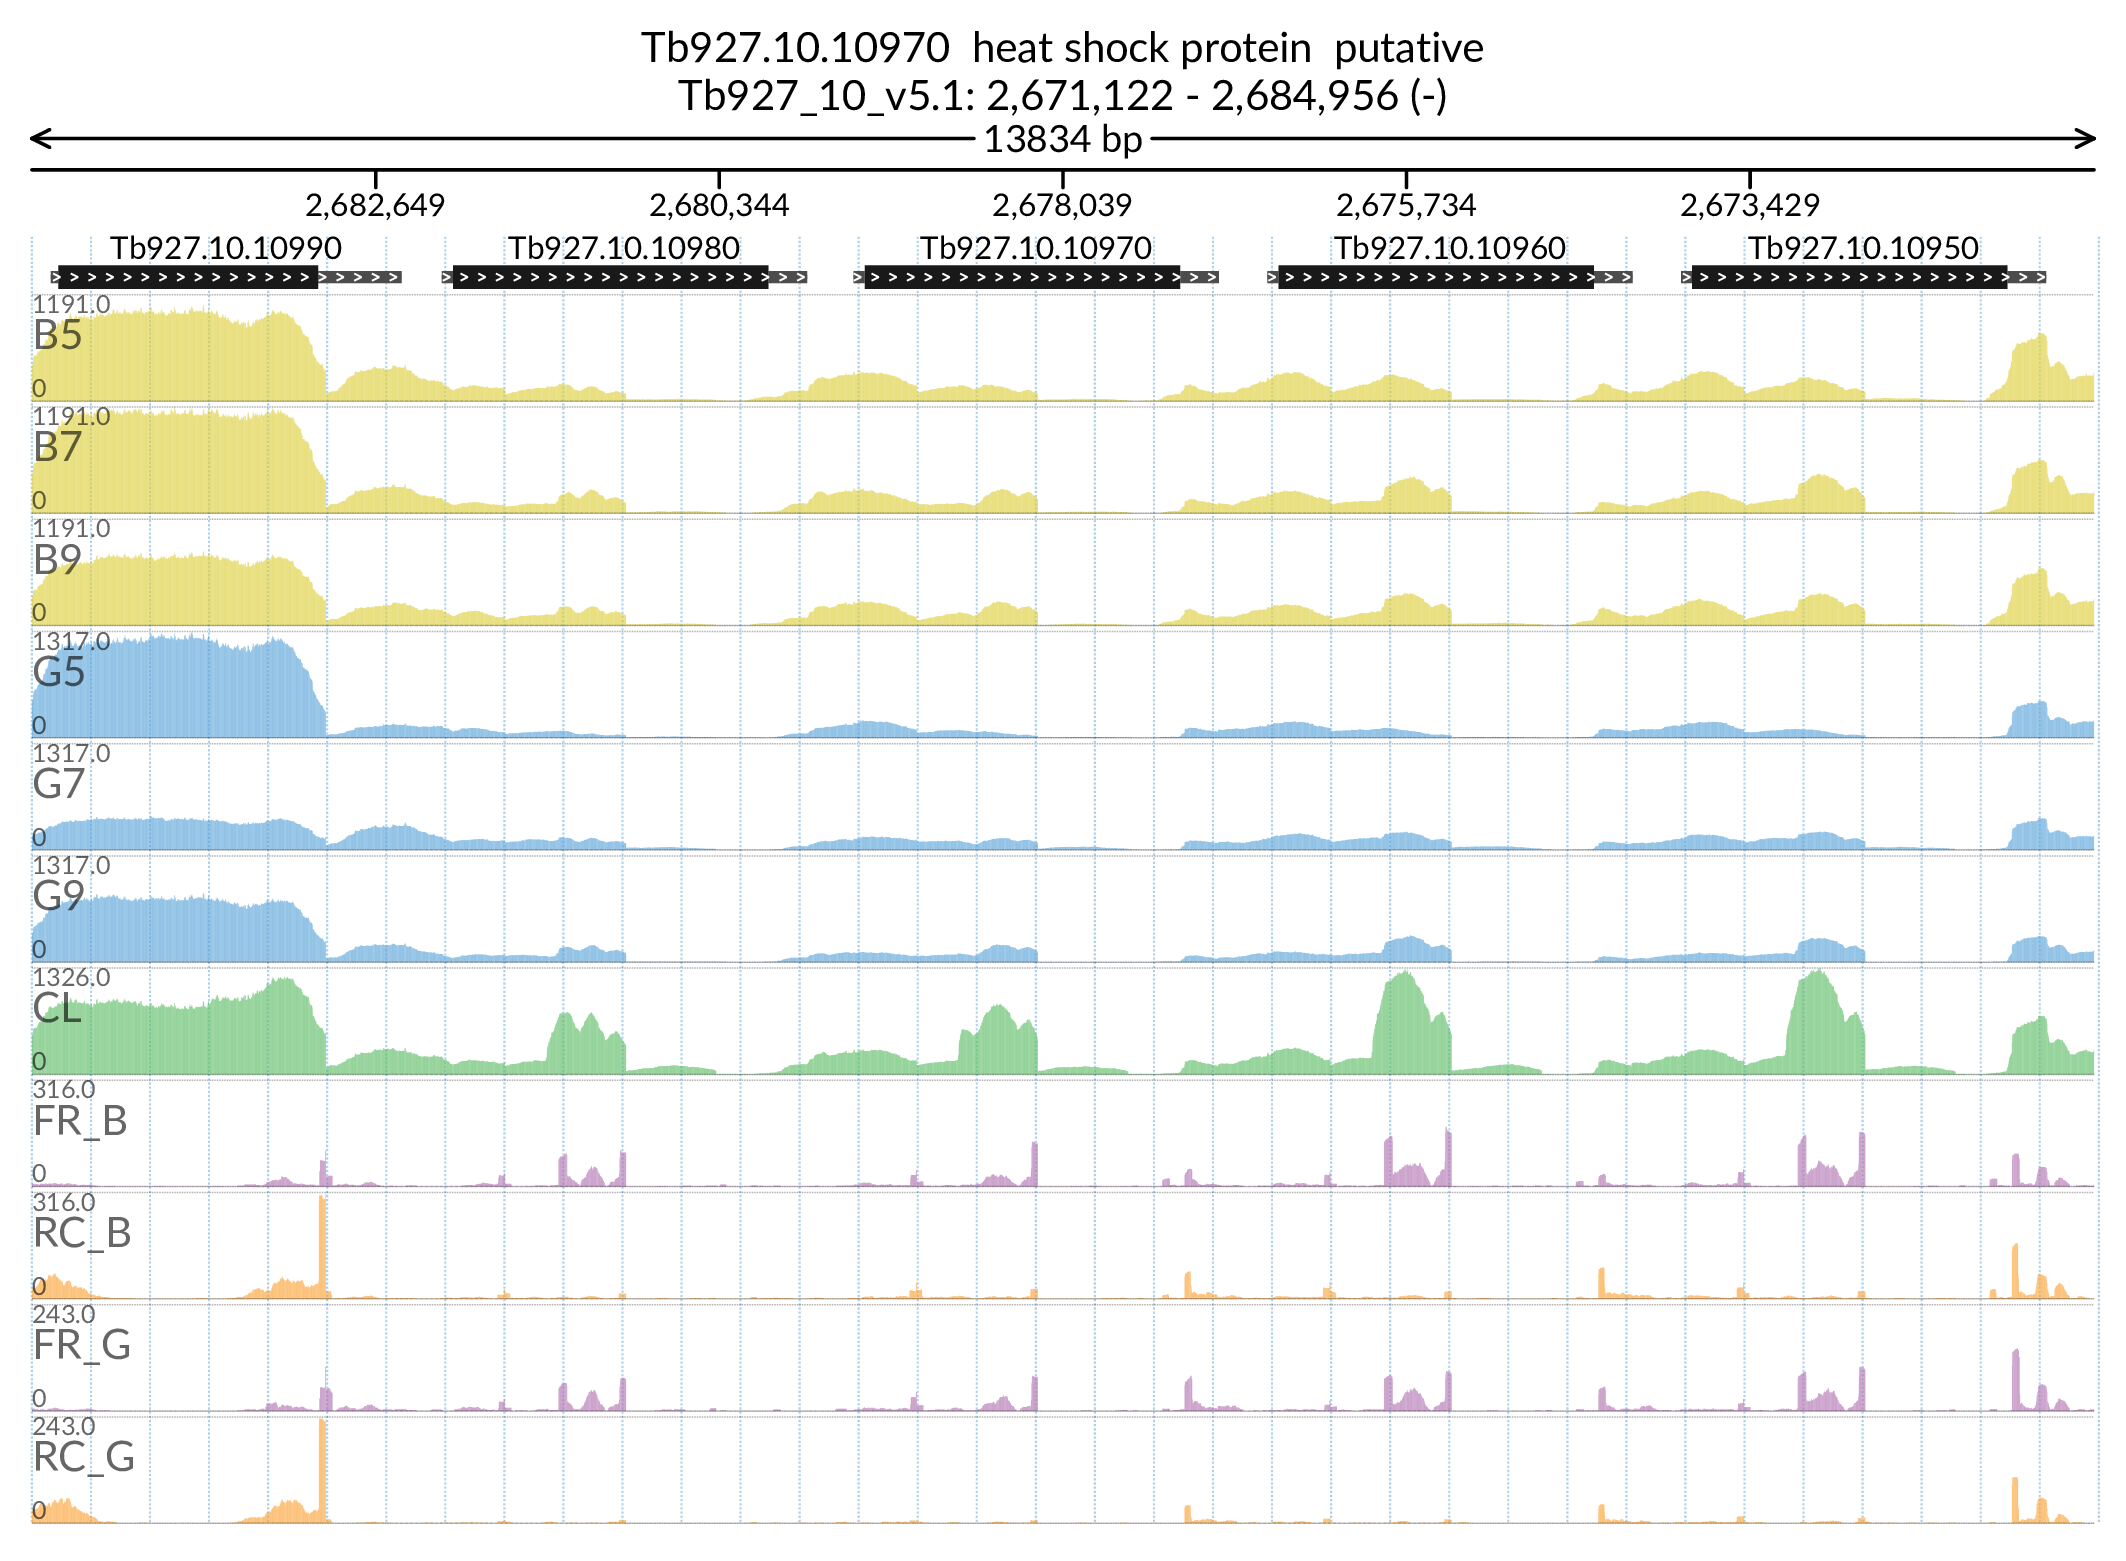 Tb927.10.10970 heat shock protein putative
Tb927_10_v5.1: 2,671,122 - 2,684,956 (-)
13834 bp
2,682,649 2,680,344 2,678,039 2,675,734 2,673,429
Tb927.10.10990 Tb927.10.10980 Tb927.10.10970 Tb927.10.10960 Tb927.10.10950
1191.0
B5
0
1191.0
B7
0
1191.0
B9
0
1317.0
G5
0
1317.0
G7
0
1317.0
G9
0
1326.0
CL
0
316.0
FR_B
0
316.0
RC_B
0
243.0
FR_G
0
243.0
RC_G
0